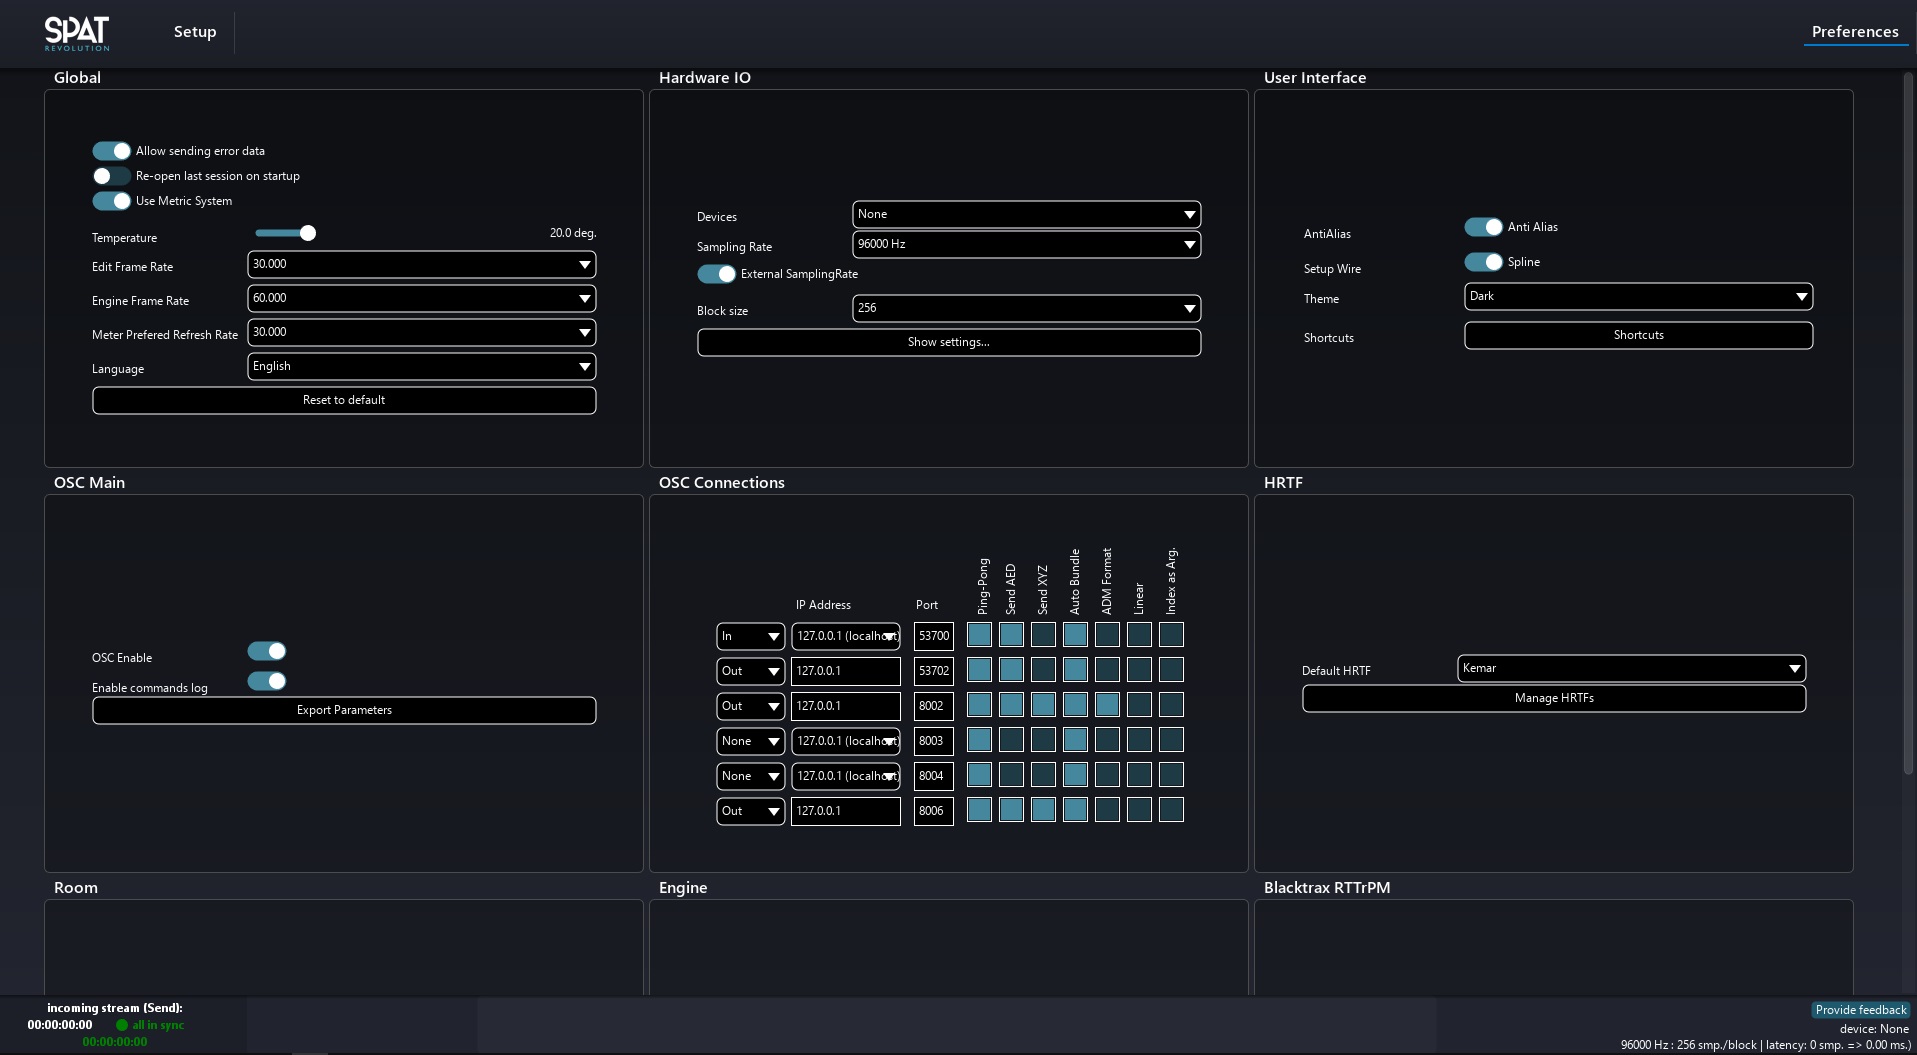 SPAT
REVOLUTION
Setup
Preferences
Global
Allow sending error data
Re-open last session on startup
Use Metric System
Temperature 20.0 deg.
Edit Frame Rate 30.000
Engine Frame Rate 60.000
Meter Prefered Refresh Rate 30.000
Language English
Reset to default
Hardware IO
Devices None
Sampling Rate 96000 Hz
External SamplingRate
Block size 256
Show settings...
User Interface
AntiAlias Anti Alias
Setup Wire Spline
Theme Dark
Shortcuts Shortcuts
OSC Main
OSC Enable
Enable commands log
Export Parameters
OSC Connections
IP Address Port Ping-Pong Send AED Send XYZ Auto Bundle ADM Format Linear Index as Arg.
In 127.0.0.1 (localhost) 53700
Out 127.0.0.1 53702
Out 127.0.0.1 8002
None 127.0.0.1 (localhost) 8003
None 127.0.0.1 (localhost) 8004
Out 127.0.0.1 8006
HRTF
Default HRTF Kemar
Manage HRTFs
Room
Engine
Blacktrax RTTrPM
incoming stream (Send):
00:00:00:00 all in sync
00:00:00:00
Provide feedback
device: None
96000 Hz : 256 smp./block | latency: 0 smp. => 0.00 ms.)